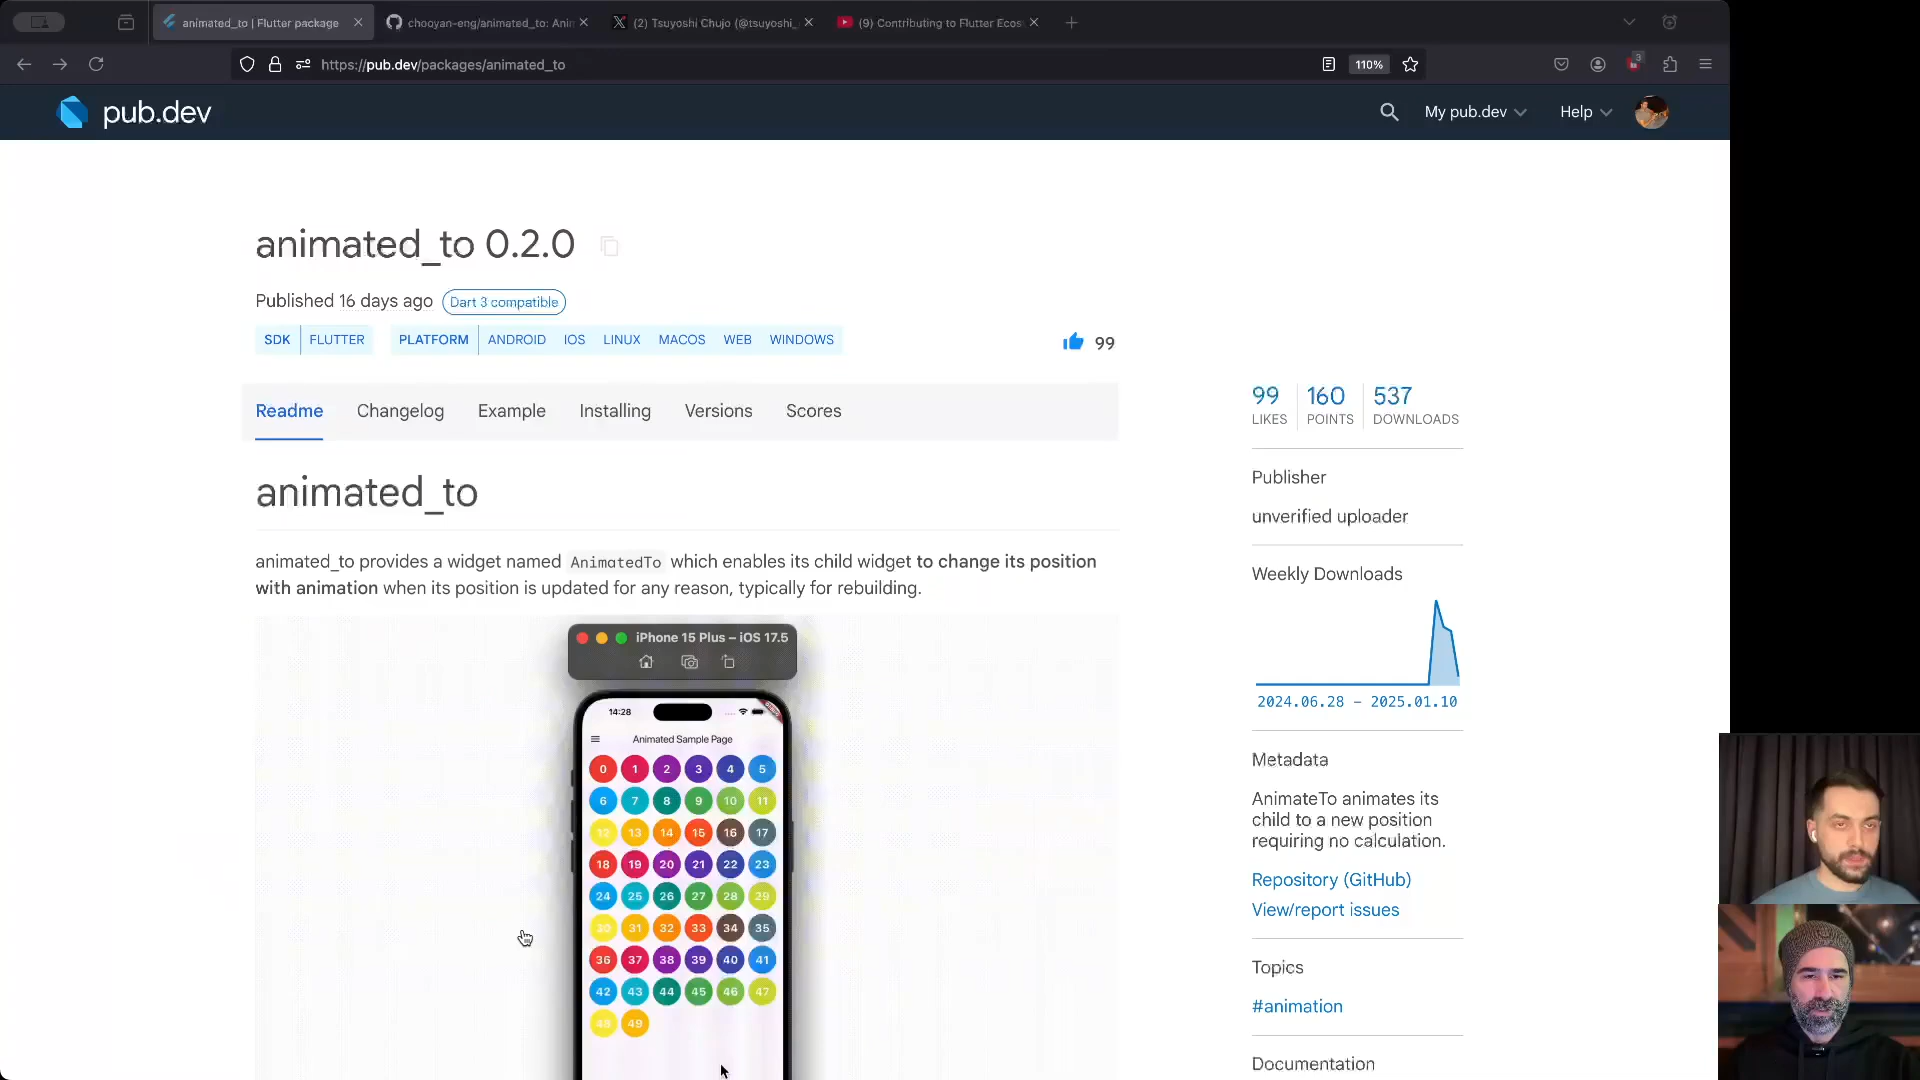 animated_to | Flutter package
chooyan-eng/animated_to: Anin
(2) Tsuyoshi Chujo (@tsuyoshi_
(9) Contributing to Flutter Ecos
https://pub.dev/packages/animated_to
110%
3
pub.dev
My pub.dev
Help
animated_to 0.2.0
Published 16 days ago
Dart 3 compatible
SDK FLUTTER
PLATFORM ANDROID IOS LINUX MACOS WEB WINDOWS
99
Readme Changelog Example Installing Versions Scores
animated_to
animated_to provides a widget named AnimatedTo which enables its child widget to change its position
with animation when its position is updated for any reason, typically for rebuilding.
iPhone 15 Plus – iOS 17.5
14:28
Animated Sample Page
0 1 2 3 4 5
6 7 8 9 10 11
12 13 14 15 16 17
18 19 20 21 22 23
24 25 26 27 28 29
30 31 32 33 34 35
36 37 38 39 40 41
42 43 44 45 46 47
48 49
99 160 537
LIKES POINTS DOWNLOADS
Publisher
unverified uploader
Weekly Downloads
2024.06.28 – 2025.01.10
Metadata
AnimateTo animates its
child to a new position
requiring no calculation.
Repository (GitHub)
View/report issues
Topics
#animation
Documentation